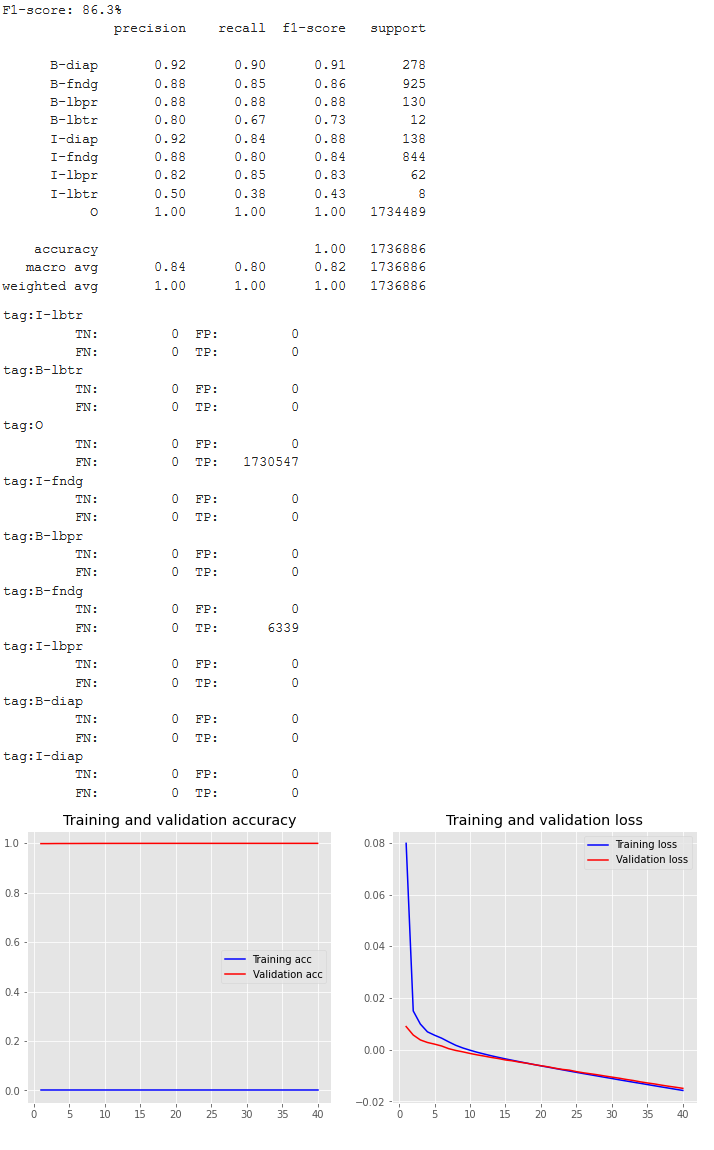 F1-score: 86.3%
precision recall f1-score support
B-diap 0.92 0.90 0.91 278
B-fndg 0.88 0.85 0.86 925
B-lbpr 0.88 0.88 0.88 130
B-lbtr 0.80 0.67 0.73 12
I-diap 0.92 0.84 0.88 138
I-fndg 0.88 0.80 0.84 844
I-lbpr 0.82 0.85 0.83 62
I-lbtr 0.50 0.38 0.43 8
O 1.00 1.00 1.00 1734489
accuracy 1.00 1736886
macro avg 0.84 0.80 0.82 1736886
weighted avg 1.00 1.00 1.00 1736886
tag:I-lbtr
TN: 0 FP: 0
FN: 0 TP: 0
tag:B-lbtr
TN: 0 FP: 0
FN: 0 TP: 0
tag:O
TN: 0 FP: 0
FN: 0 TP: 1730547
tag:I-fndg
TN: 0 FP: 0
FN: 0 TP: 0
tag:B-lbpr
TN: 0 FP: 0
FN: 0 TP: 0
tag:B-fndg
TN: 0 FP: 0
FN: 0 TP: 6339
tag:I-lbpr
TN: 0 FP: 0
FN: 0 TP: 0
tag:B-diap
TN: 0 FP: 0
FN: 0 TP: 0
tag:I-diap
TN: 0 FP: 0
FN: 0 TP: 0
Training and validation accuracy
1.0
0.8
0.6
0.4
0.2
0.0
Training acc
Validation acc
0 5 10 15 20 25 30 35 40
Training and validation loss
0.08
0.06
0.04
0.02
0.00
−0.02
Training loss
Validation loss
0 5 10 15 20 25 30 35 40